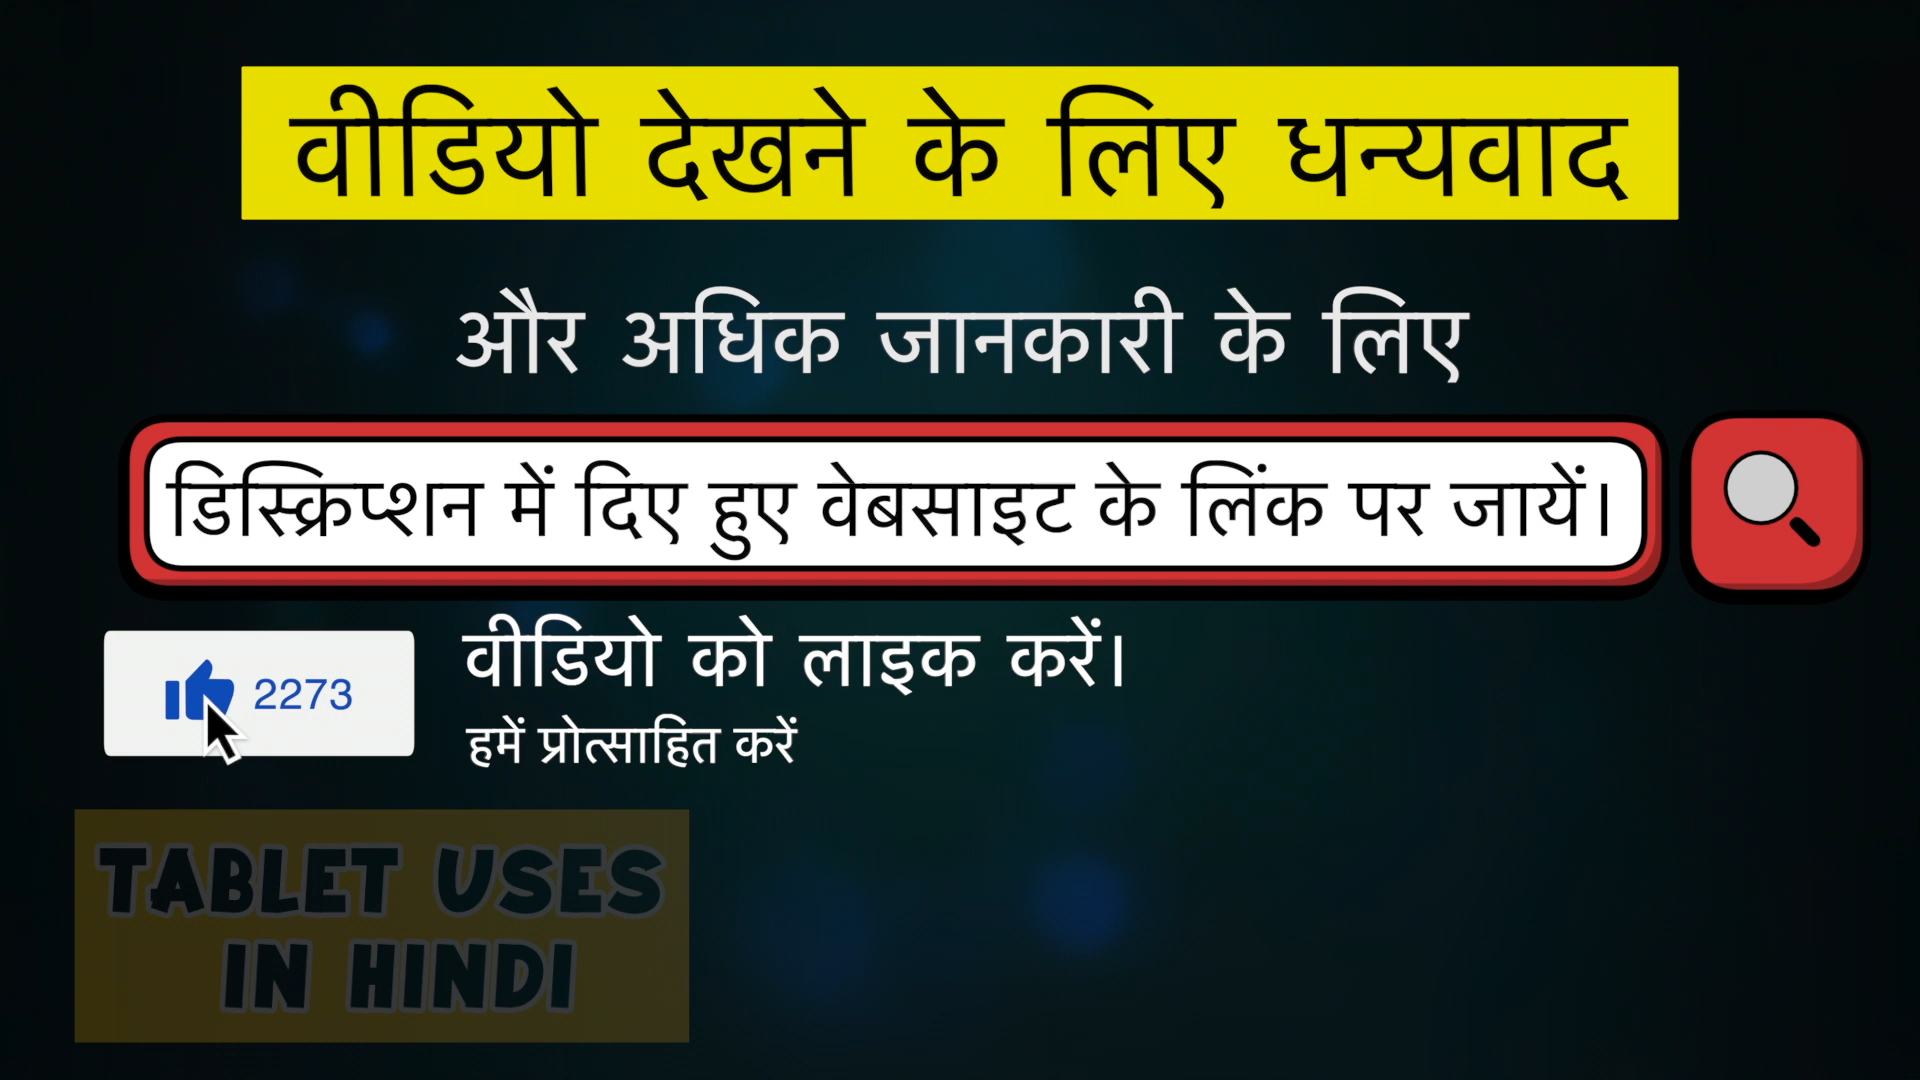 वीडियो देखने के लिए धन्यवाद
और अधिक जानकारी के लिए
डिस्क्रिप्शन में दिए हुए वेबसाइट के लिंक पर जायें।
2273
वीडियो को लाइक करें।
हमें प्रोत्साहित करें
TABLET USES
IN HINDI